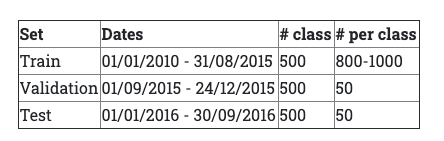 Set Dates # class # per class
Train 01/01/2010 - 31/08/2015 500 800-1000
Validation 01/09/2015 - 24/12/2015 500 50
Test 01/01/2016 - 30/09/2016 500 50